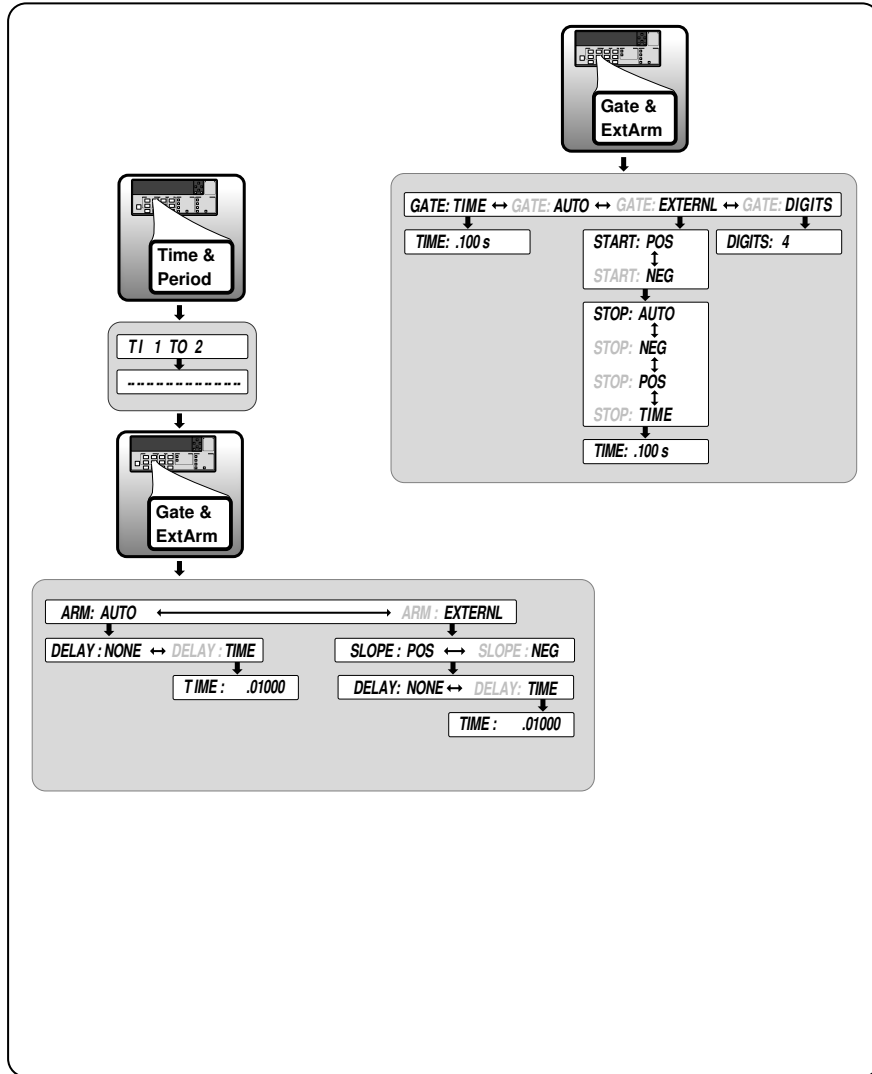 Gate &
ExtArm
GATE: TIME ↔ GATE: AUTO ↔ GATE: EXTERNL ↔ GATE: DIGITS
TIME: .100 s
START: POS
START: NEG
DIGITS: 4
STOP: AUTO
STOP: NEG
STOP: POS
STOP: TIME
TIME: .100 s
Time &
Period
TI 1 TO 2
-- -- -- -- -- -- -- -- -- -- --
Gate &
ExtArm
ARM: AUTO ↔ ARM : EXTERNL
DELAY : NONE ↔ DELAY : TIME
TIME : .01000
SLOPE : POS ↔ SLOPE : NEG
DELAY: NONE ↔ DELAY: TIME
TIME : .01000